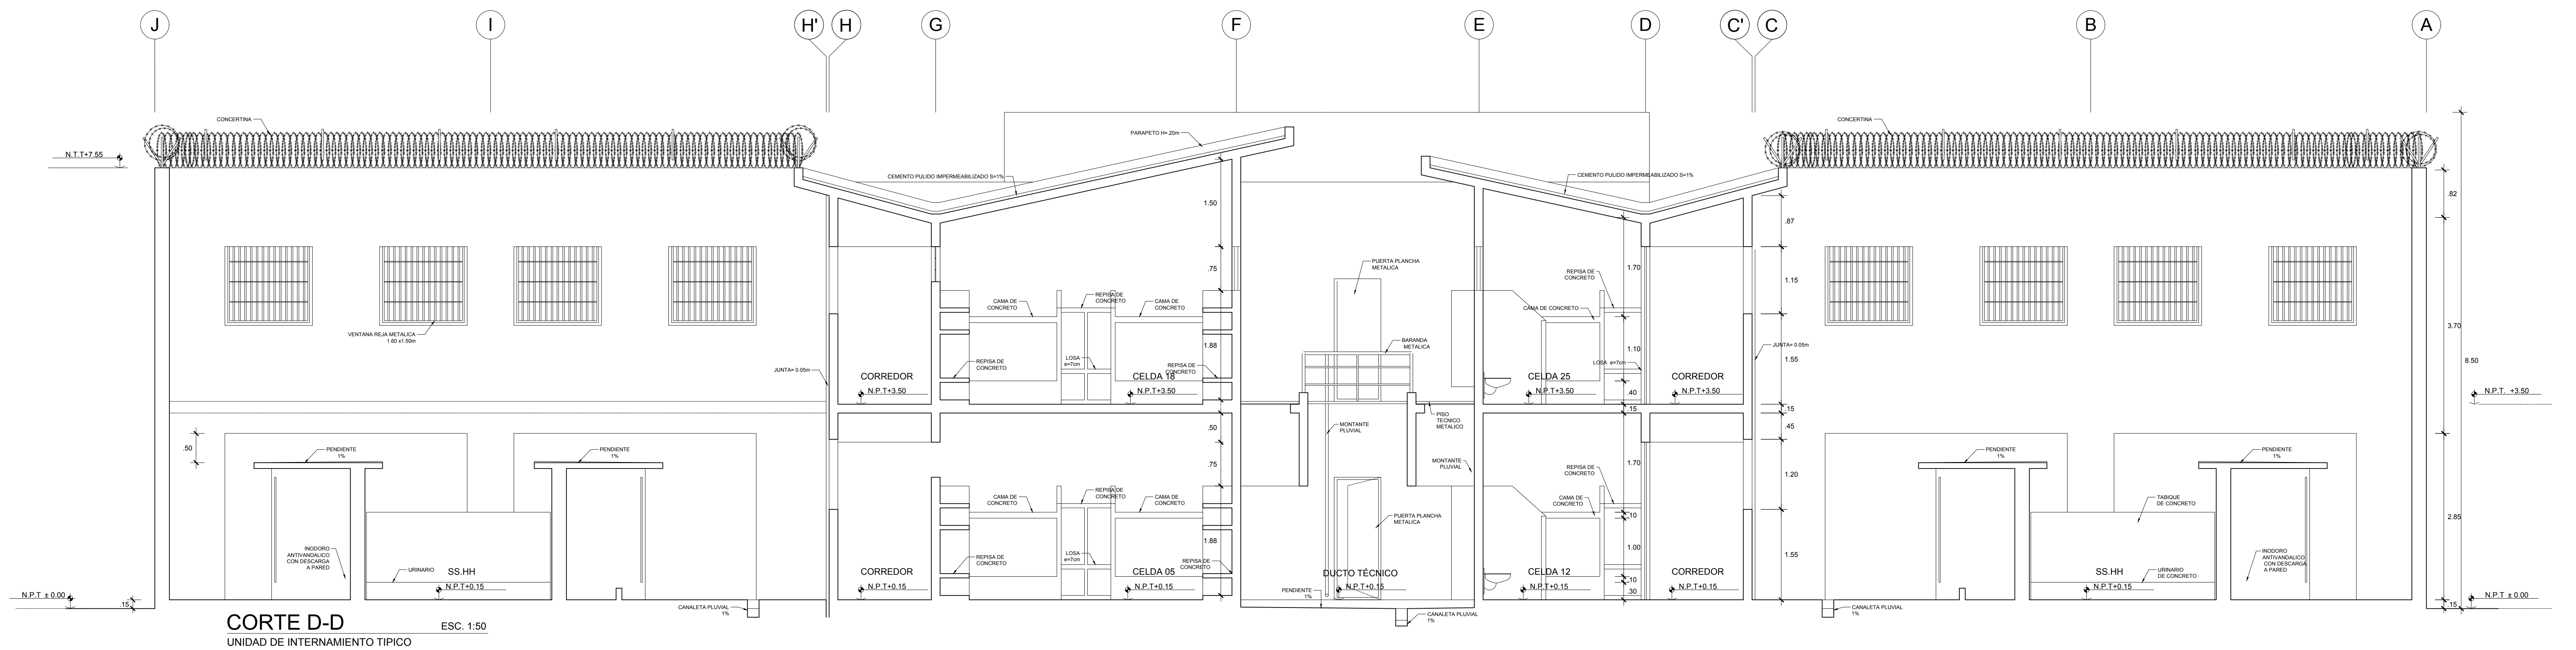 J
I
H'
H
G
F
E
D
C'
C
B
A
CONCERTINA
N.T.T+7.55
PARAPETO H=.20m
CEMENTO PULIDO IMPERMEABILIZADO S=1%
CEMENTO PULIDO IMPERMEABILIZADO S=1%
CONCERTINA
1.50
.75
1.88
.50
.75
1.88
VENTANA REJA METALICA
1.60 x1.50m
JUNTA= 0.05m
CORREDOR
N.P.T+3.50
CAMA DE
CONCRETO
REPISA DE
CONCRETO
CAMA DE
CONCRETO
REPISA DE
CONCRETO
LOSA
e=7cm
REPISA DE
CONCRETO
CELDA 18
N.P.T+3.50
PUERTA PLANCHA
METALICA
BARANDA
METALICA
MONTANTE
PLUVIAL
PISO
TECNICO
METALICO
MONTANTE
PLUVIAL
REPISA DE
CONCRETO
CAMA DE CONCRETO
LOSA e=7cm
CELDA 25
N.P.T+3.50
1.70
1.10
.40
.15
1.70
.10
1.00
.10
.30
CORREDOR
N.P.T+3.50
JUNTA= 0.05m
.87
1.15
1.55
.15
.45
1.20
1.55
.82
3.70
2.85
.15
8.50
N.P.T. +3.50
.50
PENDIENTE
1%
PENDIENTE
1%
INODORO
ANTIVANDALICO
CON DESCARGA
A PARED
URINARIO
SS.HH
N.P.T+0.15
N.P.T ± 0.00
.15
CANALETA PLUVIAL
1%
CORREDOR
N.P.T+0.15
CAMA DE
CONCRETO
REPISA DE
CONCRETO
CAMA DE
CONCRETO
REPISA DE
CONCRETO
LOSA
e=7cm
REPISA DE
CONCRETO
CELDA 05
N.P.T+0.15
PUERTA PLANCHA
METALICA
DUCTO TÉCNICO
N.P.T+0.15
PENDIENTE
1%
CANALETA PLUVIAL
1%
REPISA DE
CONCRETO
CAMA DE
CONCRETO
CELDA 12
N.P.T+0.15
CORREDOR
N.P.T+0.15
CANALETA PLUVIAL
1%
PENDIENTE
1%
PENDIENTE
1%
TABIQUE
DE CONCRETO
URINARIO
DE CONCRETO
SS.HH
N.P.T+0.15
INODORO
ANTIVANDALICO
CON DESCARGA
A PARED
N.P.T ± 0.00
CORTE D-D
ESC. 1:50
UNIDAD DE INTERNAMIENTO TIPICO